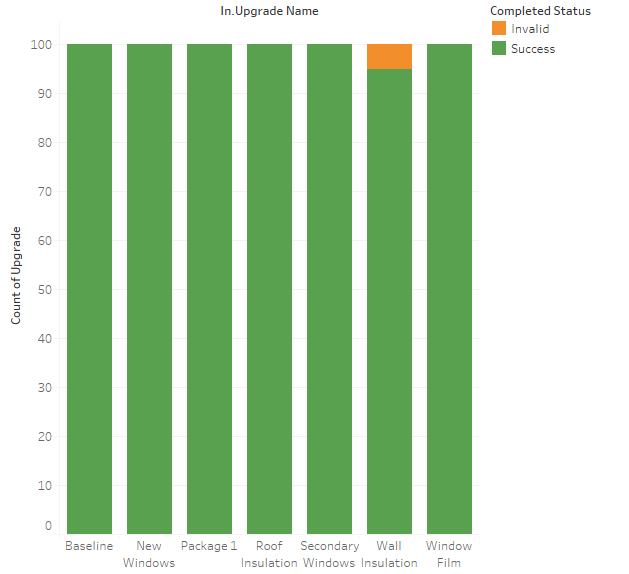 In.Upgrade Name
Completed Status
Invalid
Success
Count of Upgrade
100
90
80
70
60
50
40
30
20
10
0
Baseline
New
Windows
Package 1
Roof
Insulation
Secondary
Windows
Wall
Insulation
Window
Film